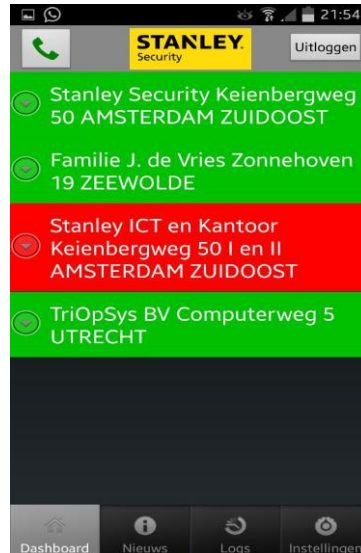 21:54
STANLEY.
Security
Uitloggen
Stanley Security Keienbergweg
50 AMSTERDAM ZUIDOOST
Familie J. de Vries Zonnehoven
19 ZEEWOLDE
Stanley ICT en Kantoor
Keienbergweg 50 I en II
AMSTERDAM ZUIDOOST
TriOpSys BV Computerweg 5
UTRECHT
Dashboard Nieuws Logs Instellingen